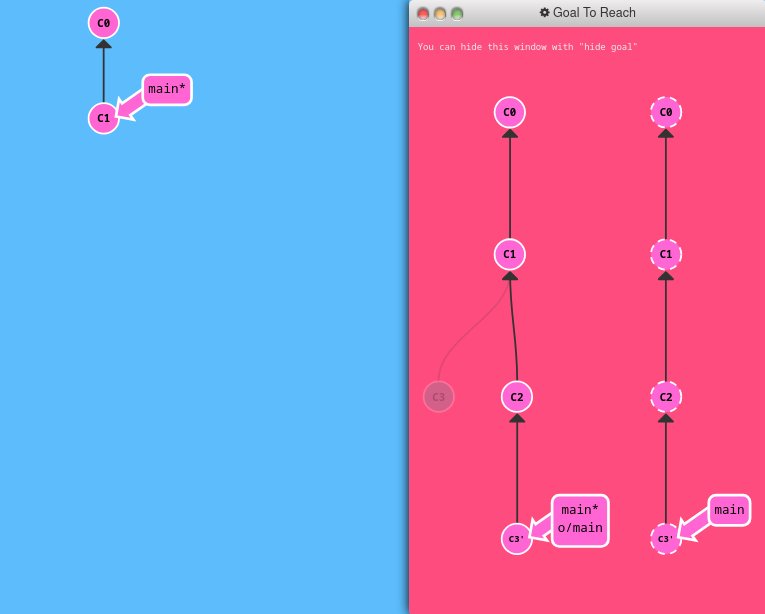 C0
main*
C1
Goal To Reach
You can hide this window with "hide goal"
C0
C0
C1
C1
C3
C2
C2
main*
o/main
main
C3'
C3'